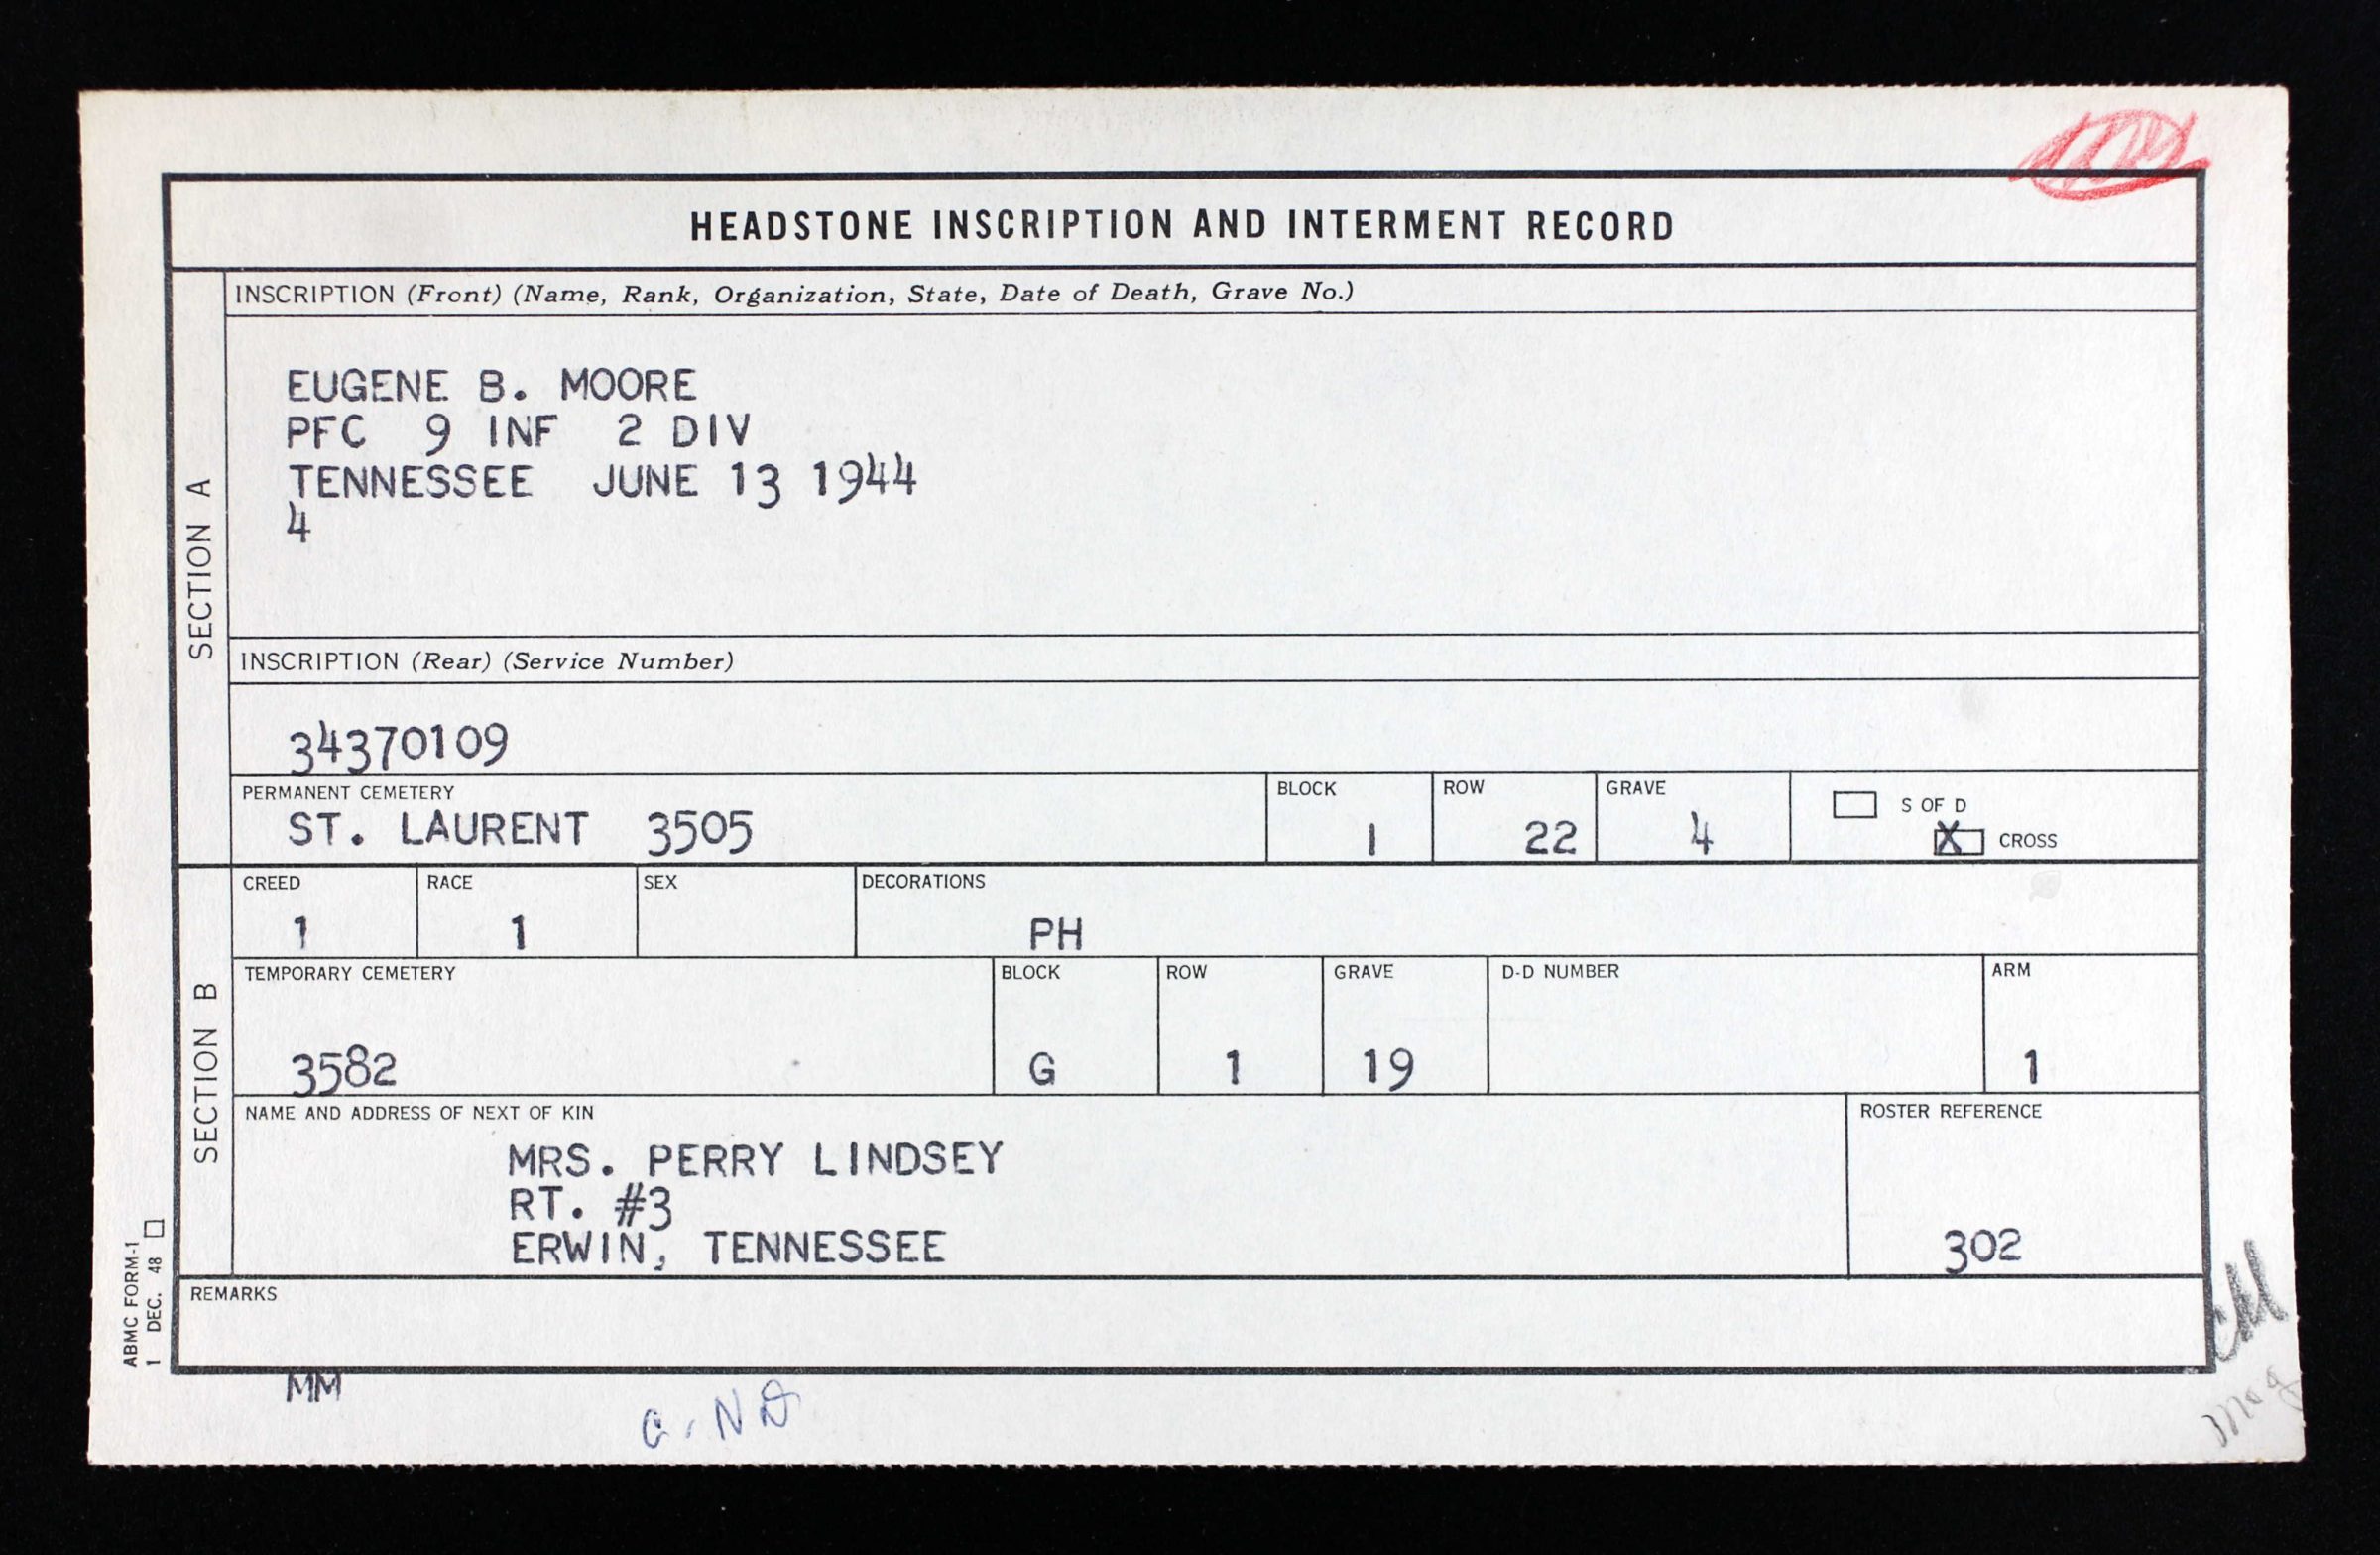 HEADSTONE INSCRIPTION AND INTERMENT RECORD
SECTION A
INSCRIPTION (Front) (Name, Rank, Organization, State, Date of Death, Grave No.)
EUGENE B. MOORE
PFC 9 INF 2 DIV
TENNESSEE JUNE 13 1944
4
INSCRIPTION (Rear) (Service Number)
34370109
PERMANENT CEMETERY BLOCK ROW GRAVE S OF D
ST. LAURENT 3505 1 22 4 X CROSS
SECTION B
CREED RACE SEX DECORATIONS
1 1 PH
TEMPORARY CEMETERY BLOCK ROW GRAVE D-D NUMBER ARM
3582 G 1 19 1
NAME AND ADDRESS OF NEXT OF KIN ROSTER REFERENCE
MRS. PERRY LINDSEY
RT. #3
ERWIN, TENNESSEE 302
REMARKS
ABMC FORM-1
1 DEC. 48
MM